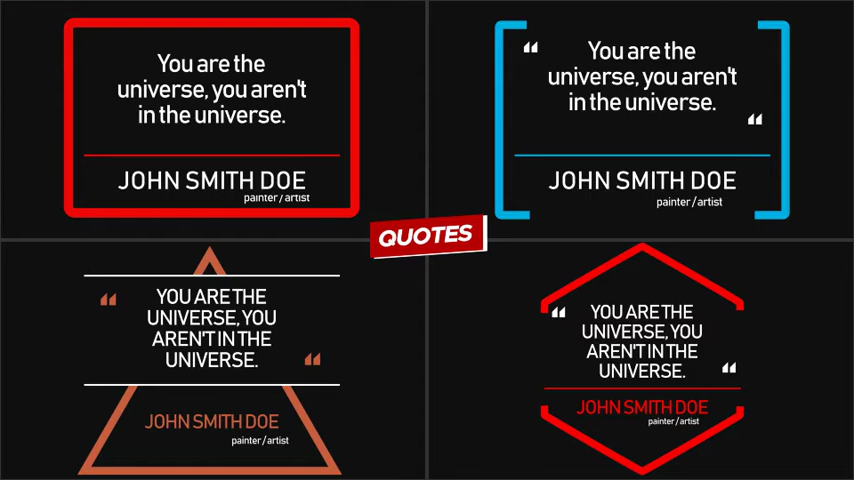 You are the
universe, you aren't
in the universe.
JOHN SMITH DOE
painter/artist
“
You are the
universe, you aren't
in the universe.
“
JOHN SMITH DOE
painter/artist
QUOTES
“
YOU ARE THE
UNIVERSE, YOU
AREN'T IN THE
UNIVERSE.
“
JOHN SMITH DOE
painter/artist
“
YOU ARE THE
UNIVERSE, YOU
AREN'T IN THE
UNIVERSE.
“
JOHN SMITH DOE
painter/artist